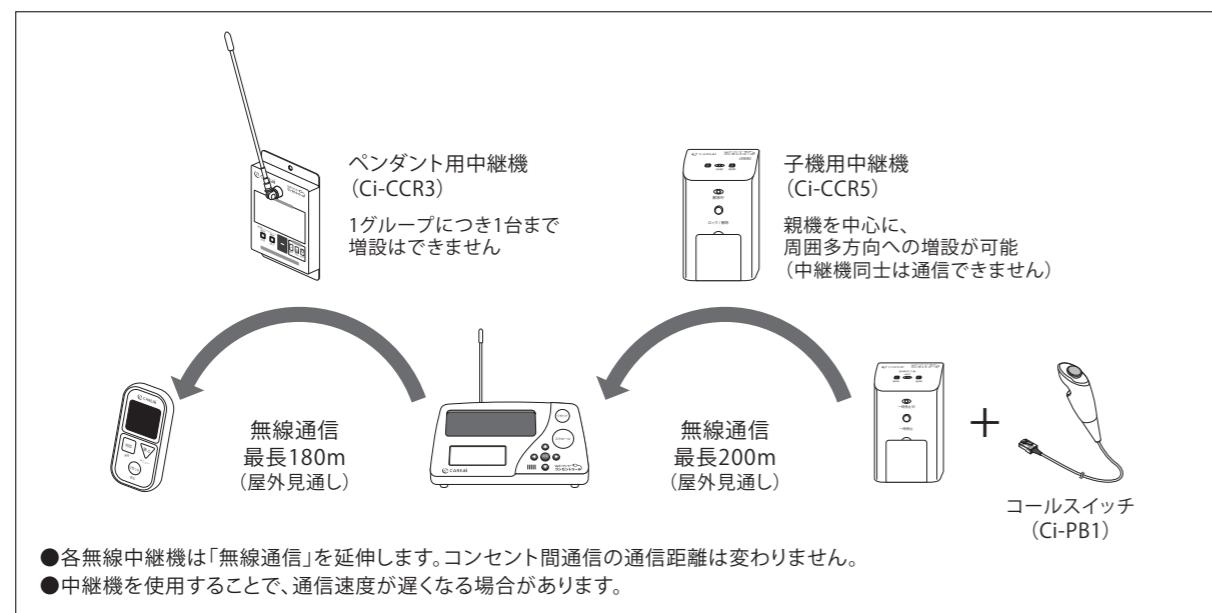 ペンダント用中継機
（Ci-CCR3）
1グループにつき1台まで
増設はできません
子機用中継機
（Ci-CCR5）
親機を中心に、
周囲多方向への増設が可能
（中継機同士は通信できません）
無線通信
最長180m
（屋外見通し）
CAREai
無線通信
最長200m
（屋外見通し）
＋
コールスイッチ
（Ci-PB1）
●各無線中継機は「無線通信」を延伸します。コンセント間通信の通信距離は変わりません。
●中継機を使用することで、通信速度が遅くなる場合があります。